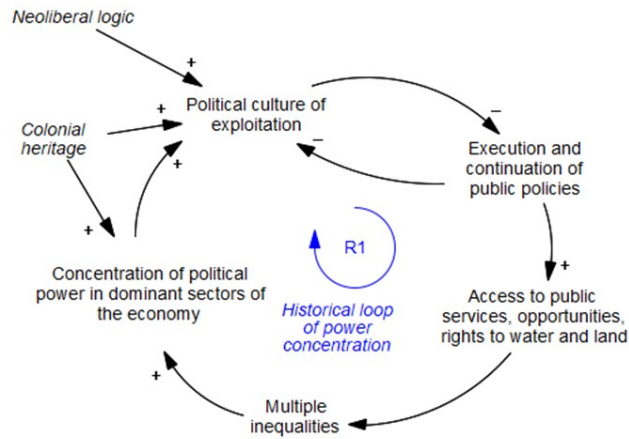 Neoliberal logic
+
Political culture of
exploitation
+
Colonial
heritage
+
+
−
−
Execution and
continuation of
public policies
+
Access to public
services, opportunities,
rights to water and land
R1
Historical loop
of power
concentration
+
Concentration of political
power in dominant sectors of
the economy
+
Multiple
inequalities